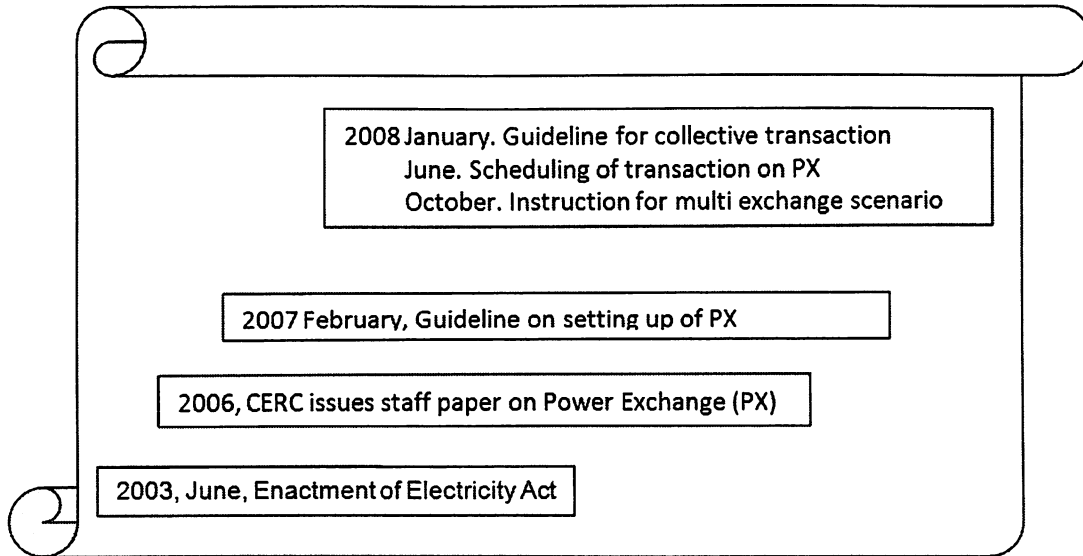 2008 January. Guideline for collective transaction
June. Scheduling of transaction on PX
October. Instruction for multi exchange scenario
2007 February, Guideline on setting up of PX
2006, CERC issues staff paper on Power Exchange (PX)
2003, June, Enactment of Electricity Act